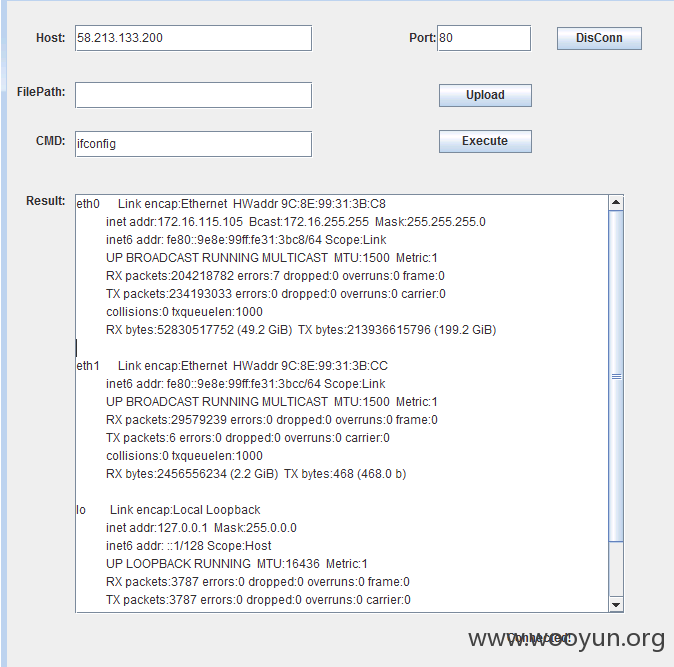 Host: 58.213.133.200 Port: 80 DisConn
FilePath: Upload
CMD: ifconfig Execute
Result:
eth0 Link encap:Ethernet HWaddr 9C:8E:99:31:3B:C8
inet addr:172.16.115.105 Bcast:172.16.255.255 Mask:255.255.255.0
inet6 addr: fe80::9e8e:99ff:fe31:3bc8/64 Scope:Link
UP BROADCAST RUNNING MULTICAST MTU:1500 Metric:1
RX packets:204218782 errors:7 dropped:0 overruns:0 frame:0
TX packets:234193033 errors:0 dropped:0 overruns:0 carrier:0
collisions:0 txqueuelen:1000
RX bytes:52830517752 (49.2 GiB) TX bytes:213936615796 (199.2 GiB)
eth1 Link encap:Ethernet HWaddr 9C:8E:99:31:3B:CC
inet6 addr: fe80::9e8e:99ff:fe31:3bcc/64 Scope:Link
UP BROADCAST RUNNING MULTICAST MTU:1500 Metric:1
RX packets:29579239 errors:0 dropped:0 overruns:0 frame:0
TX packets:6 errors:0 dropped:0 overruns:0 carrier:0
collisions:0 txqueuelen:1000
RX bytes:2456556234 (2.2 GiB) TX bytes:468 (468.0 b)
lo Link encap:Local Loopback
inet addr:127.0.0.1 Mask:255.0.0.0
inet6 addr: ::1/128 Scope:Host
UP LOOPBACK RUNNING MTU:16436 Metric:1
RX packets:3787 errors:0 dropped:0 overruns:0 frame:0
TX packets:3787 errors:0 dropped:0 overruns:0 carrier:0
Connected!
www.wooyun.org